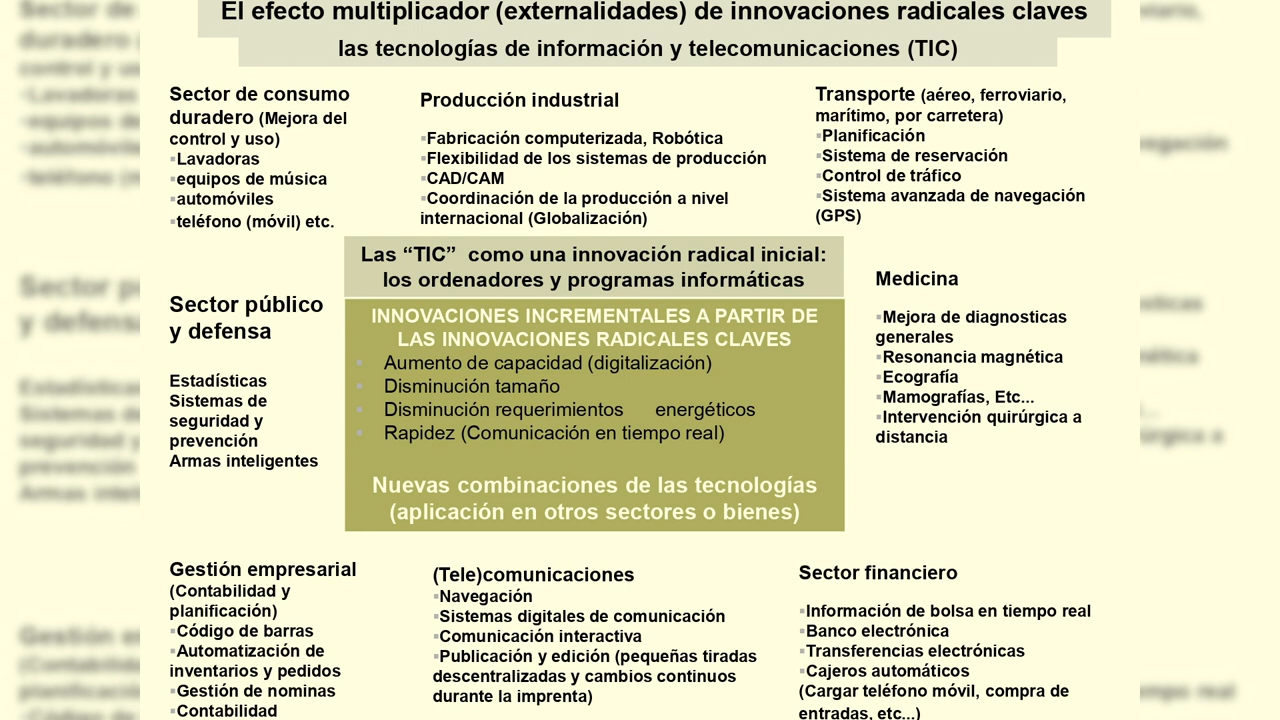 El efecto multiplicador (externalidades) de innovaciones radicales claves
las tecnologías de información y telecomunicaciones (TIC)
Sector de consumo
duradero (Mejora del
control y uso)
▪Lavadoras
▪equipos de música
▪automóviles
▪teléfono (móvil) etc.
Producción industrial
▪Fabricación computerizada, Robótica
▪Flexibilidad de los sistemas de producción
▪CAD/CAM
▪Coordinación de la producción a nivel
internacional (Globalización)
Transporte (aéreo, ferroviario,
marítimo, por carretera)
▪Planificación
▪Sistema de reservación
▪Control de tráfico
▪Sistema avanzada de navegación
(GPS)
Las “TIC”  como una innovación radical inicial:
los ordenadores y programas informáticas
Sector público
y defensa
Estadísticas
Sistemas de
seguridad y
prevención
Armas inteligentes
INNOVACIONES INCREMENTALES A PARTIR DE
LAS INNOVACIONES RADICALES CLAVES
▪ Aumento de capacidad (digitalización)
▪ Disminución tamaño
▪ Disminución requerimientos energéticos
▪ Rapidez (Comunicación en tiempo real)
Nuevas combinaciones de las tecnologías
(aplicación en otros sectores o bienes)
Medicina
▪Mejora de diagnosticas
generales
▪Resonancia magnética
▪Ecografía
▪Mamografías, Etc...
▪Intervención quirúrgica a
distancia
Gestión empresarial
(Contabilidad y
planificación)
▪Código de barras
▪Automatización de
inventarios y pedidos
▪Gestión de nominas
▪Contabilidad
(Tele)comunicaciones
▪Navegación
▪Sistemas digitales de comunicación
▪Comunicación interactiva
▪Publicación y edición (pequeñas tiradas
descentralizadas y cambios continuos
durante la imprenta)
Sector financiero
▪Información de bolsa en tiempo real
▪Banco electrónica
▪Transferencias electrónicas
▪Cajeros automáticos
(Cargar teléfono móvil, compra de
entradas, etc...)